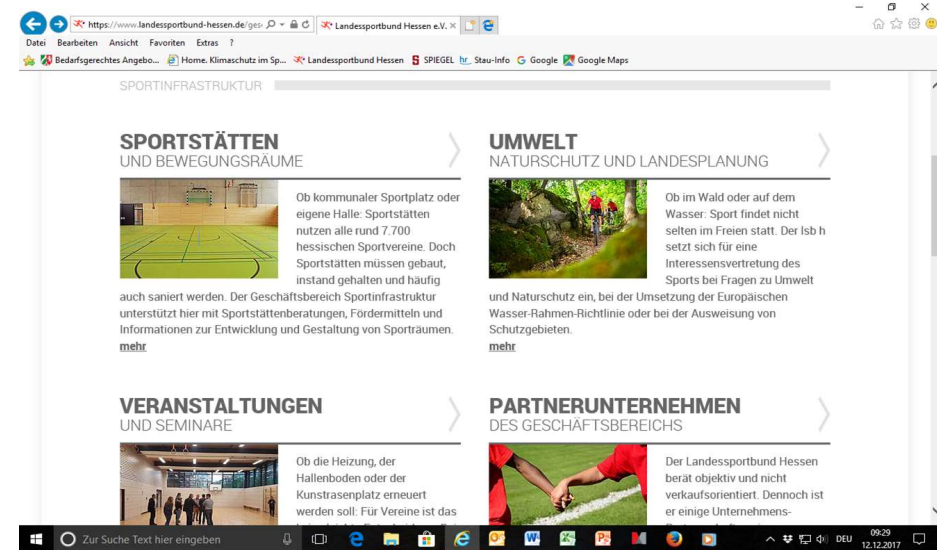 https://www.landessportbund-hessen.de/ges
Landessportbund Hessen e.V.
Datei Bearbeiten Ansicht Favoriten Extras ?
Bedarfsgerechtes Angebo... Home. Klimaschutz im Sp... Landessportbund Hessen SPIEGEL hr_ Stau-Info Google Google Maps
SPORTINFRASTRUKTUR
SPORTSTÄTTEN
UND BEWEGUNGSRÄUME
Ob kommunaler Sportplatz oder
eigene Halle: Sportstätten
nutzen alle rund 7.700
hessischen Sportvereine. Doch
Sportstätten müssen gebaut,
instand gehalten und häufig
auch saniert werden. Der Geschäftsbereich Sportinfrastruktur
unterstützt hier mit Sportstättenberatungen, Fördermitteln und
Informationen zur Entwicklung und Gestaltung von Sporträumen.
mehr
UMWELT
NATURSCHUTZ UND LANDESPLANUNG
Ob im Wald oder auf dem
Wasser: Sport findet nicht
selten im Freien statt. Der lsb h
setzt sich für eine
Interessensvertretung des
Sports bei Fragen zu Umwelt
und Naturschutz ein, bei der Umsetzung der Europäischen
Wasser-Rahmen-Richtlinie oder bei der Ausweisung von
Schutzgebieten.
mehr
VERANSTALTUNGEN
UND SEMINARE
Ob die Heizung, der
Hallenboden oder der
Kunstrasenplatz erneuert
werden soll: Für Vereine ist das
PARTNERUNTERNEHMEN
DES GESCHÄFTSBEREICHS
Der Landessportbund Hessen
berät objektiv und nicht
verkaufsorientiert. Dennoch ist
er einige Unternehmens-
Zur Suche Text hier eingeben
DEU
09:29
12.12.2017